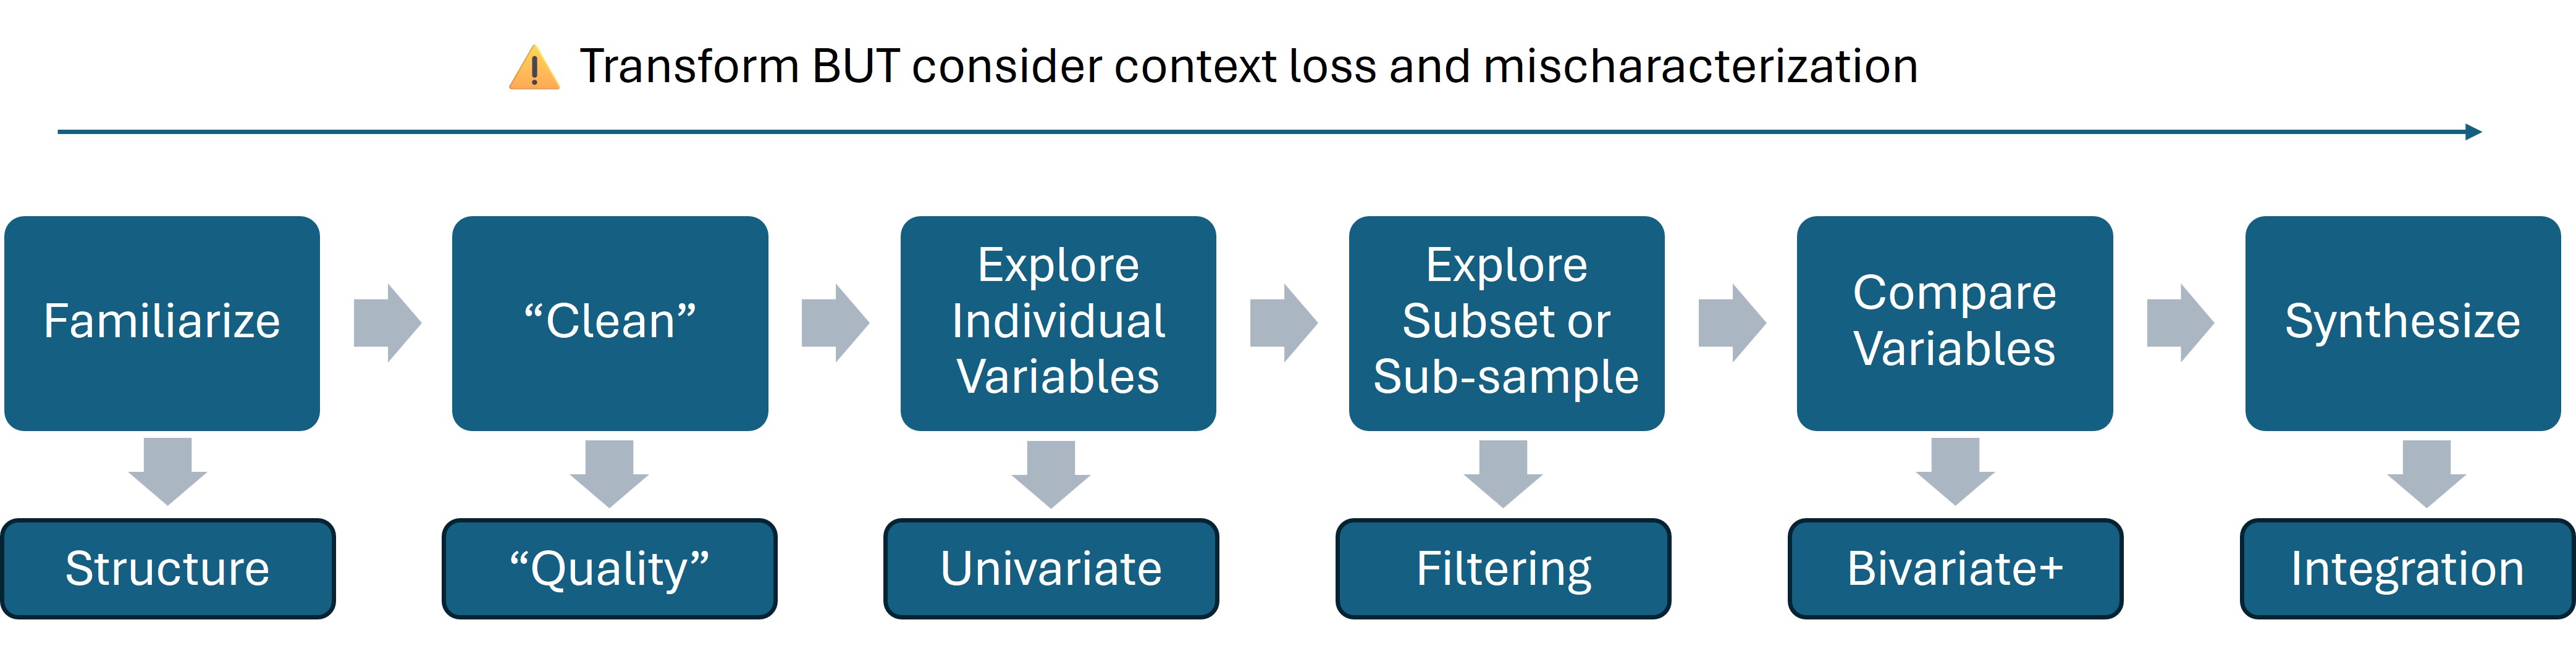 ⚠️ Transform BUT consider context loss and mischaracterization
Familiarize
“Clean”
Explore
Individual
Variables
Explore
Subset or
Sub-sample
Compare
Variables
Synthesize
Structure
“Quality”
Univariate
Filtering
Bivariate+
Integration